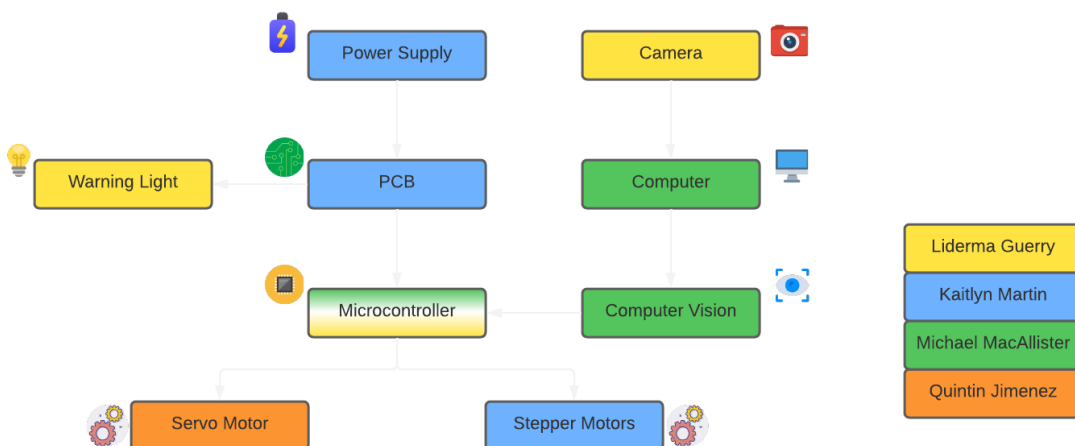 Power Supply
Camera
Warning Light
PCB
Computer
Microcontroller
Computer Vision
Servo Motor
Stepper Motors
Liderma Guerry
Kaitlyn Martin
Michael MacAllister
Quintin Jimenez